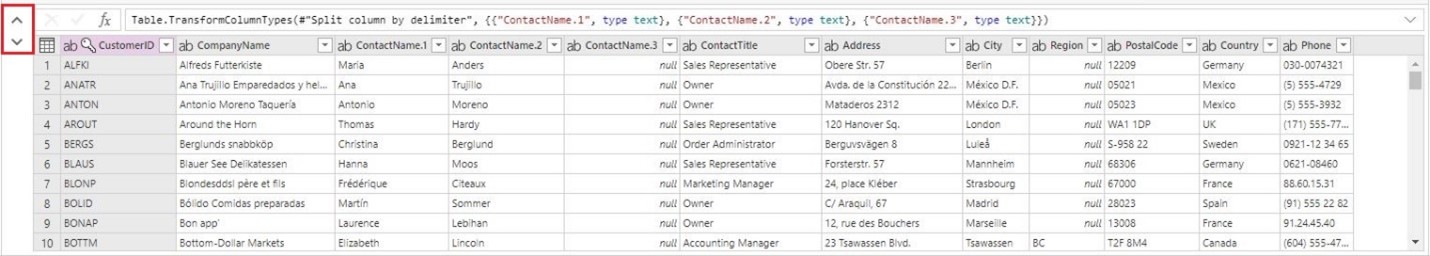 fx Table.TransformColumnTypes(#"Split column by delimiter", {{"ContactName.1", type text}, {"ContactName.2", type text}, {"ContactName.3", type text}})
CustomerID CompanyName ContactName.1 ContactName.2 ContactName.3 ContactTitle Address City Region PostalCode Country Phone
1 ALFKI Alfreds Futterkiste Maria Anders null Sales Representative Obere Str. 57 Berlin null 12209 Germany 030-0074321
2 ANATR Ana Trujillo Emparedados y hel... Ana Trujillo null Owner Avda. de la Constitución 22... México D.F. null 05021 Mexico (5) 555-4729
3 ANTON Antonio Moreno Taquería Antonio Moreno null Owner Mataderos 2312 México D.F. null 05023 Mexico (5) 555-3932
4 AROUT Around the Horn Thomas Hardy null Sales Representative 120 Hanover Sq. London null WA1 1DP UK (171) 555-77...
5 BERGS Berglunds snabbköp Christina Berglund null Order Administrator Berguvsvägen 8 Luleå null S-958 22 Sweden 0921-12 34 65
6 BLAUS Blauer See Delikatessen Hanna Moos null Sales Representative Forsterstr. 57 Mannheim null 68306 Germany 0621-08460
7 BLONP Blondesddsl père et fils Frédérique Citeaux null Marketing Manager 24, place Kléber Strasbourg null 67000 France 88.60.15.31
8 BOLID Bólido Comidas preparadas Martín Sommer null Owner C/ Araquil, 67 Madrid null 28023 Spain (91) 555 22 82
9 BONAP Bon app' Laurence Lebihan null Owner 12, rue des Bouchers Marseille null 13008 France 91.24.45.40
10 BOTTM Bottom-Dollar Markets Elizabeth Lincoln null Accounting Manager 23 Tsawassen Blvd. Tsawassen BC T2F 8M4 Canada (604) 555-47...